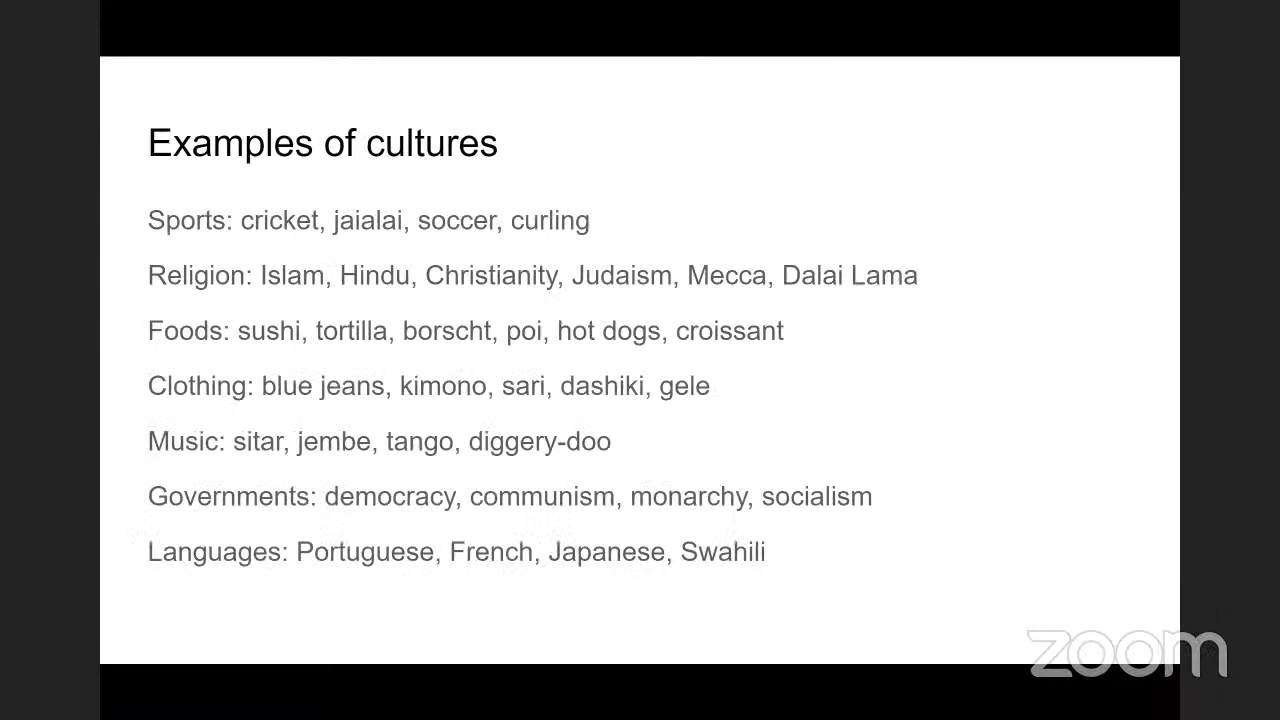 Examples of cultures
Sports: cricket, jaialai, soccer, curling
Religion: Islam, Hindu, Christianity, Judaism, Mecca, Dalai Lama
Foods: sushi, tortilla, borscht, poi, hot dogs, croissant
Clothing: blue jeans, kimono, sari, dashiki, gele
Music: sitar, jembe, tango, diggery-doo
Governments: democracy, communism, monarchy, socialism
Languages: Portuguese, French, Japanese, Swahili
zoom